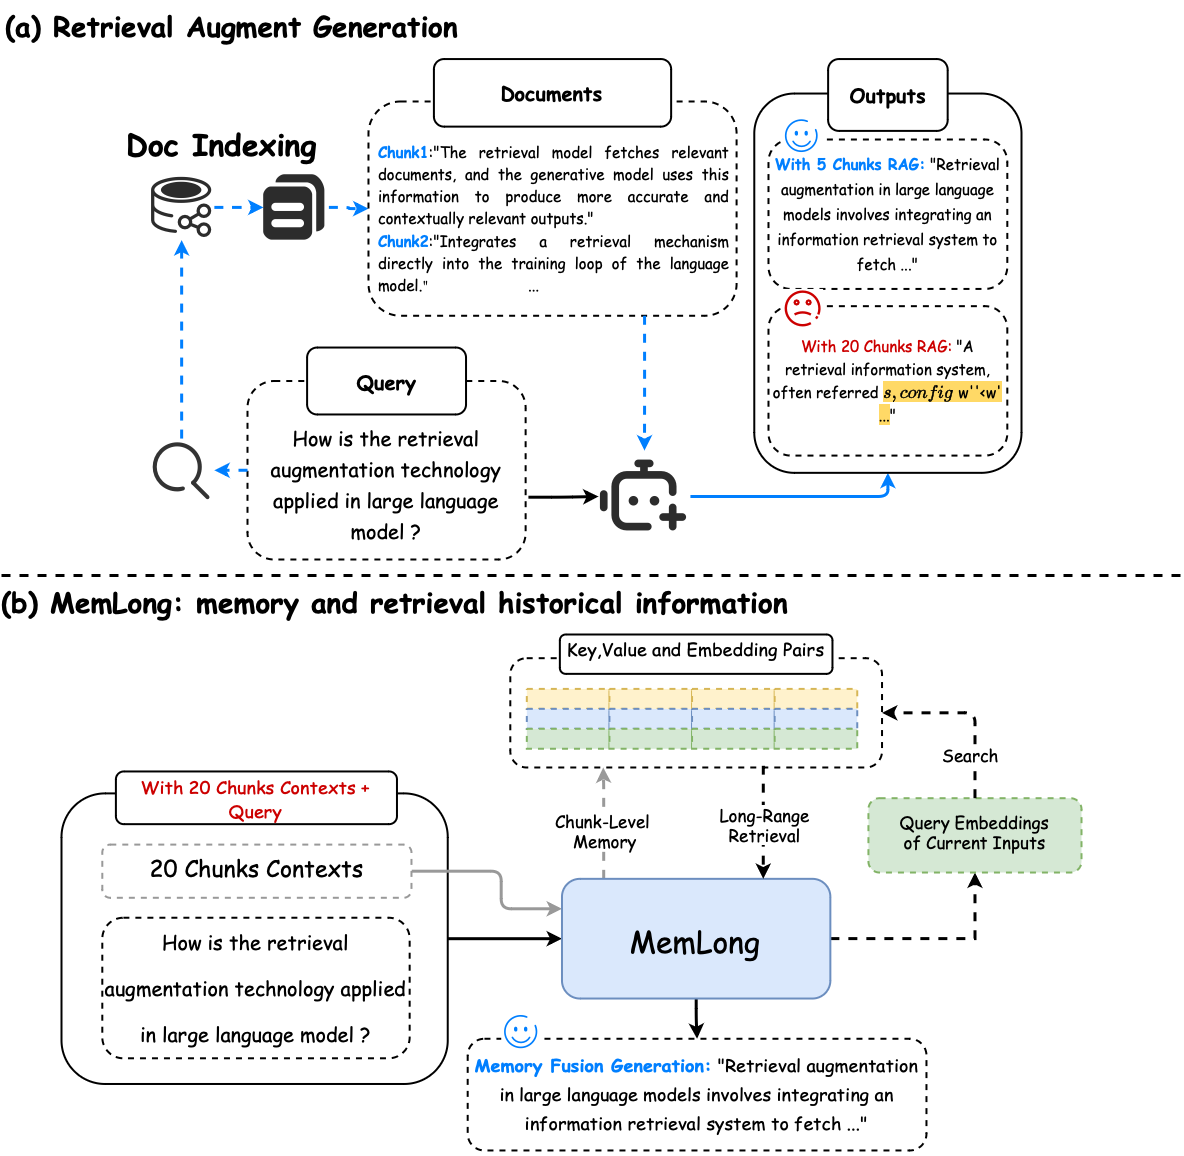 (a) Retrieval Augment Generation
Doc Indexing
Documents
Chunk1:"The retrieval model fetches relevant
documents, and the generative model uses this
information to produce more accurate and
contextually relevant outputs."
Chunk2:"Integrates a retrieval mechanism
directly into the training loop of the language
model."
...
Query
How is the retrieval
augmentation technology
applied in large language
model ?
Outputs
With 5 Chunks RAG: "Retrieval
augmentation in large language
models involves integrating an
information retrieval system to
fetch ..."
With 20 Chunks RAG: "A
retrieval information system,
often referred s,config w''<w'
..."
(b) MemLong: memory and retrieval historical information
Key,Value and Embedding Pairs
Search
Query Embeddings
of Current Inputs
Chunk-Level
Memory
Long-Range
Retrieval
With 20 Chunks Contexts +
Query
20 Chunks Contexts
How is the retrieval
augmentation technology applied
in large language model ?
MemLong
Memory Fusion Generation: "Retrieval augmentation
in large language models involves integrating an
information retrieval system to fetch ..."